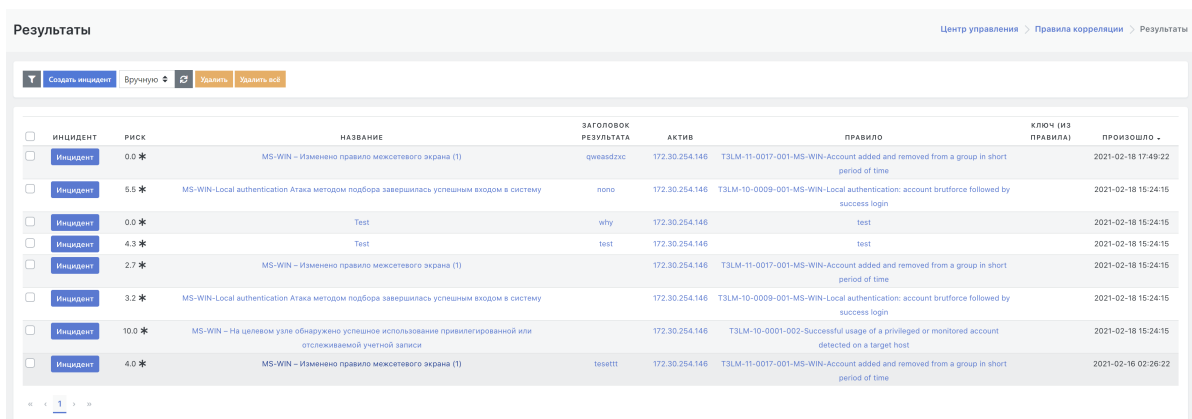 Результаты
Центр управления > Правила корреляции > Результаты
Создать инцидент Вручную Удалить Удалить всё
ИНЦИДЕНТ РИСК НАЗВАНИЕ ЗАГОЛОВОК РЕЗУЛЬТАТА АКТИВ ПРАВИЛО КЛЮЧ (ИЗ ПРАВИЛА) ПРОИЗОШЛО
Инцидент 0.0 MS-WIN – Изменено правило межсетевого экрана (1) qweasdzxc 172.30.254.146 T3LM-11-0017-001-MS-WIN-Account added and removed from a group in short 2021-02-18 17:49:22
period of time
Инцидент 5.5 MS-WIN-Local authentication Атака методом подбора завершилась успешным входом в систему nono 172.30.254.146 T3LM-10-0009-001-MS-WIN-Local authentication: account brutforce followed by 2021-02-18 15:24:15
success login
Инцидент 0.0 Test why 172.30.254.146 test 2021-02-18 15:24:15
Инцидент 4.3 Test test 172.30.254.146 test 2021-02-18 15:24:15
Инцидент 2.7 MS-WIN – Изменено правило межсетевого экрана (1) 172.30.254.146 T3LM-11-0017-001-MS-WIN-Account added and removed from a group in short 2021-02-18 15:24:15
period of time
Инцидент 3.2 MS-WIN-Local authentication Атака методом подбора завершилась успешным входом в систему 172.30.254.146 T3LM-10-0009-001-MS-WIN-Local authentication: account brutforce followed by 2021-02-18 15:24:15
success login
Инцидент 10.0 MS-WIN – На целевом узле обнаружено успешное использование привилегированной или 172.30.254.146 T3LM-10-0001-002-Successful usage of a privileged or monitored account 2021-02-18 15:24:15
отслеживаемой учетной записи detected on a target host
Инцидент 4.0 MS-WIN – Изменено правило межсетевого экрана (1) tesettt 172.30.254.146 T3LM-11-0017-001-MS-WIN-Account added and removed from a group in short 2021-02-16 02:26:22
period of time
« ‹ 1 › »